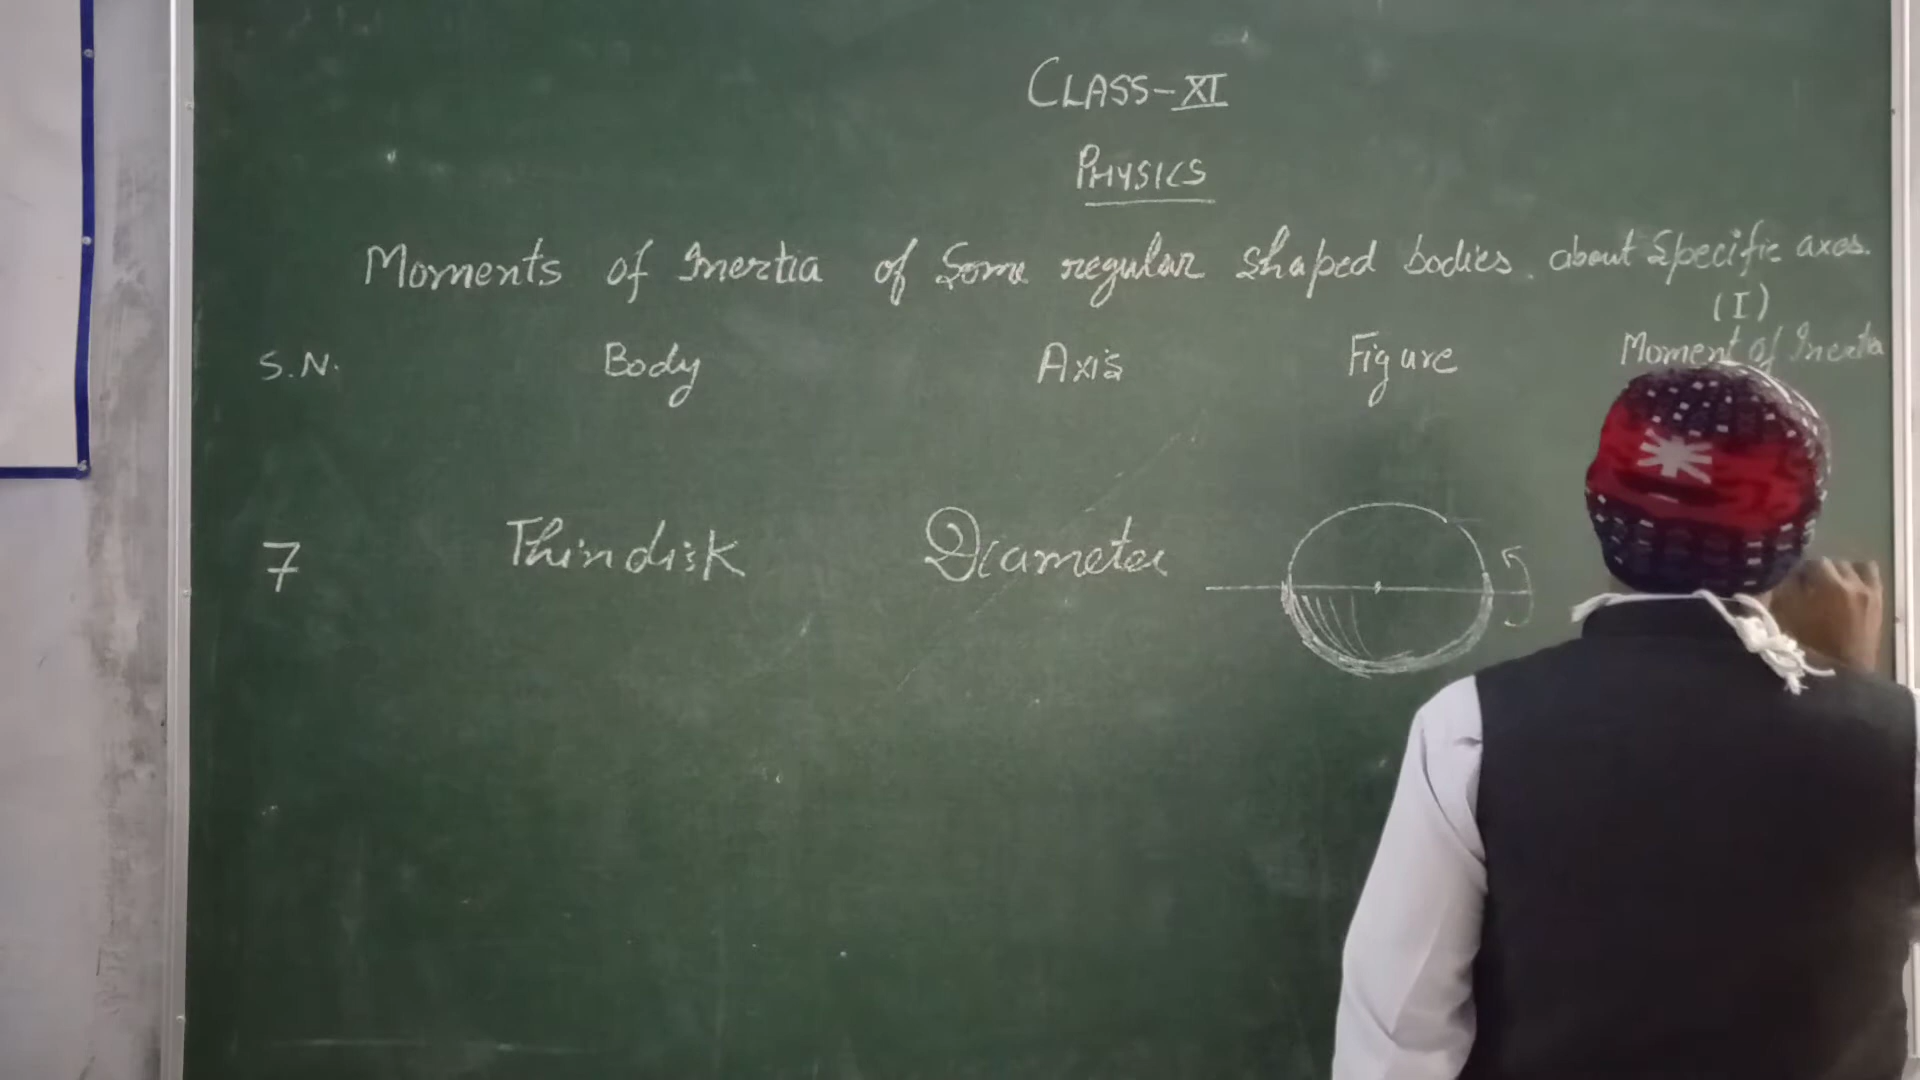 CLASS-XI
PHYSICS
Moments of Inertia of Some regular shaped bodies about Specific axes.
(I)
S.N. Body Axis Figure Moment of Inertia
7 Thin disk Diameter